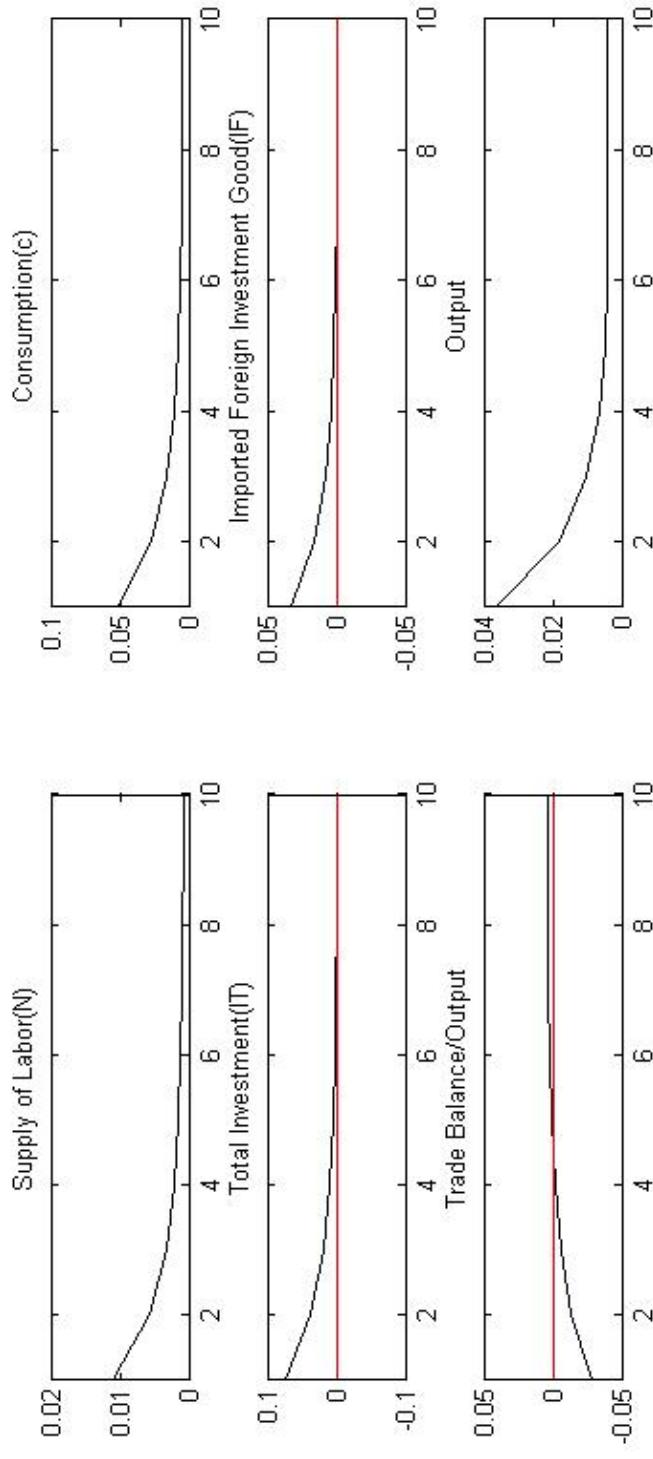 Supply of Labor(N)
0.02
0.01
0
2 4 6 8 10
Consumption(c)
0.1
0.05
0
2 4 6 8 10
Total Investment(IT)
0.1
0
-0.1
2 4 6 8 10
Imported Foreign Investment Good(IF)
0.05
0
-0.05
2 4 6 8 10
Trade Balance/Output
0.05
0
-0.05
2 4 6 8 10
Output
0.04
0.02
0
2 4 6 8 10